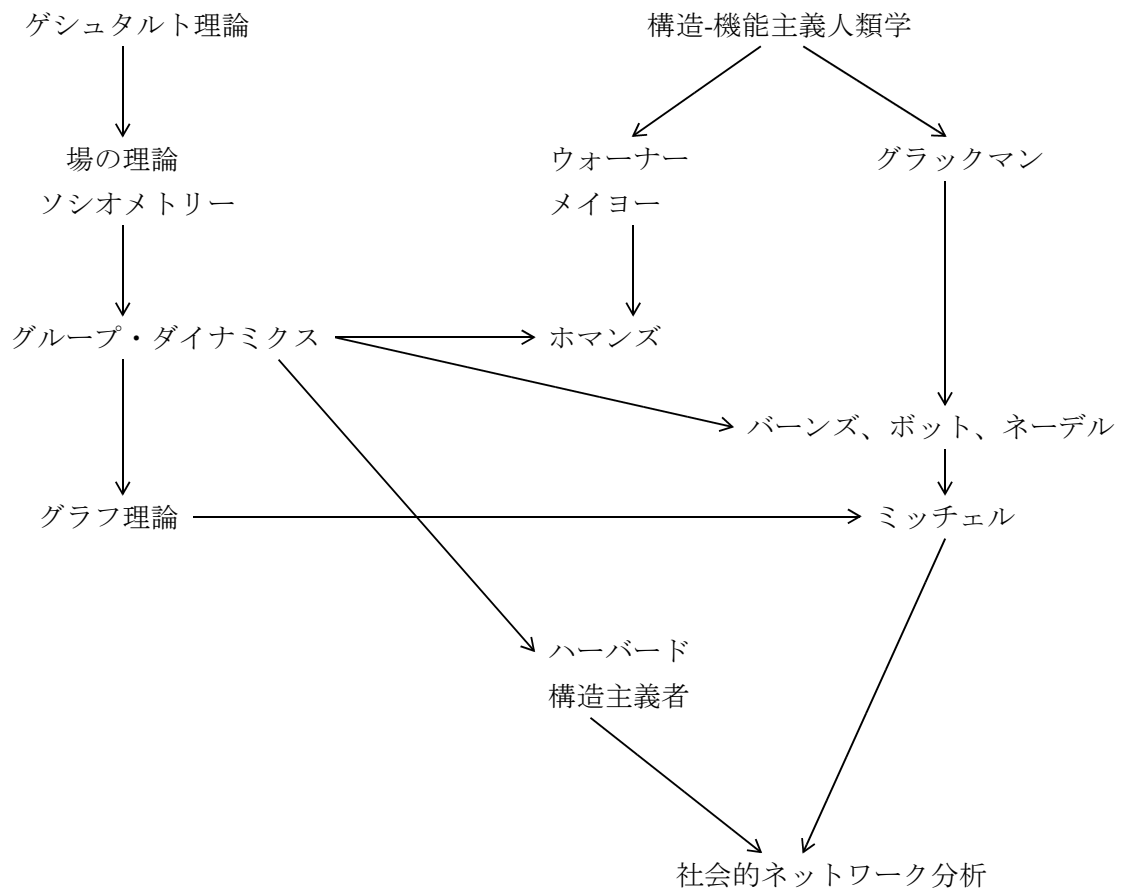 ゲシュタルト理論
構造-機能主義人類学
場の理論
ソシオメトリー
ウォーナー
メイヨー
グラックマン
グループ・ダイナミクス
ホマンズ
バーンズ、ボット、ネーデル
グラフ理論
ミッチェル
ハーバード
構造主義者
社会的ネットワーク分析